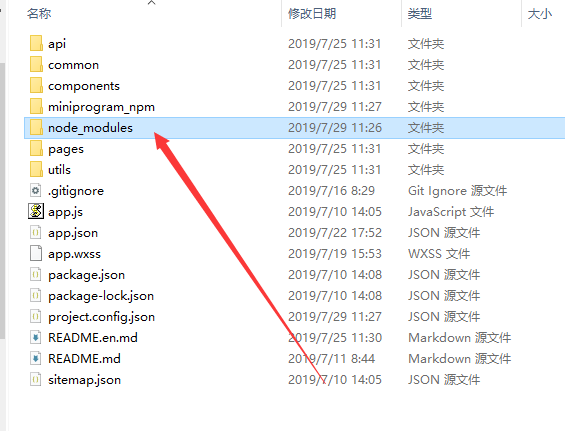 名称 修改日期 类型 大小
api 2019/7/25 11:31 文件夹
common 2019/7/25 11:31 文件夹
components 2019/7/25 11:31 文件夹
miniprogram_npm 2019/7/29 11:27 文件夹
node_modules 2019/7/29 11:26 文件夹
pages 2019/7/25 11:31 文件夹
utils 2019/7/25 11:31 文件夹
.gitignore 2019/7/16 8:29 Git Ignore 源文件
app.js 2019/7/10 14:05 JavaScript 文件
app.json 2019/7/22 17:52 JSON 源文件
app.wxss 2019/7/19 15:53 WXSS 文件
package.json 2019/7/10 14:08 JSON 源文件
package-lock.json 2019/7/10 14:08 JSON 源文件
project.config.json 2019/7/29 11:27 JSON 源文件
README.en.md 2019/7/25 11:30 Markdown 源文件
README.md 2019/7/11 8:44 Markdown 源文件
sitemap.json 2019/7/10 14:05 JSON 源文件